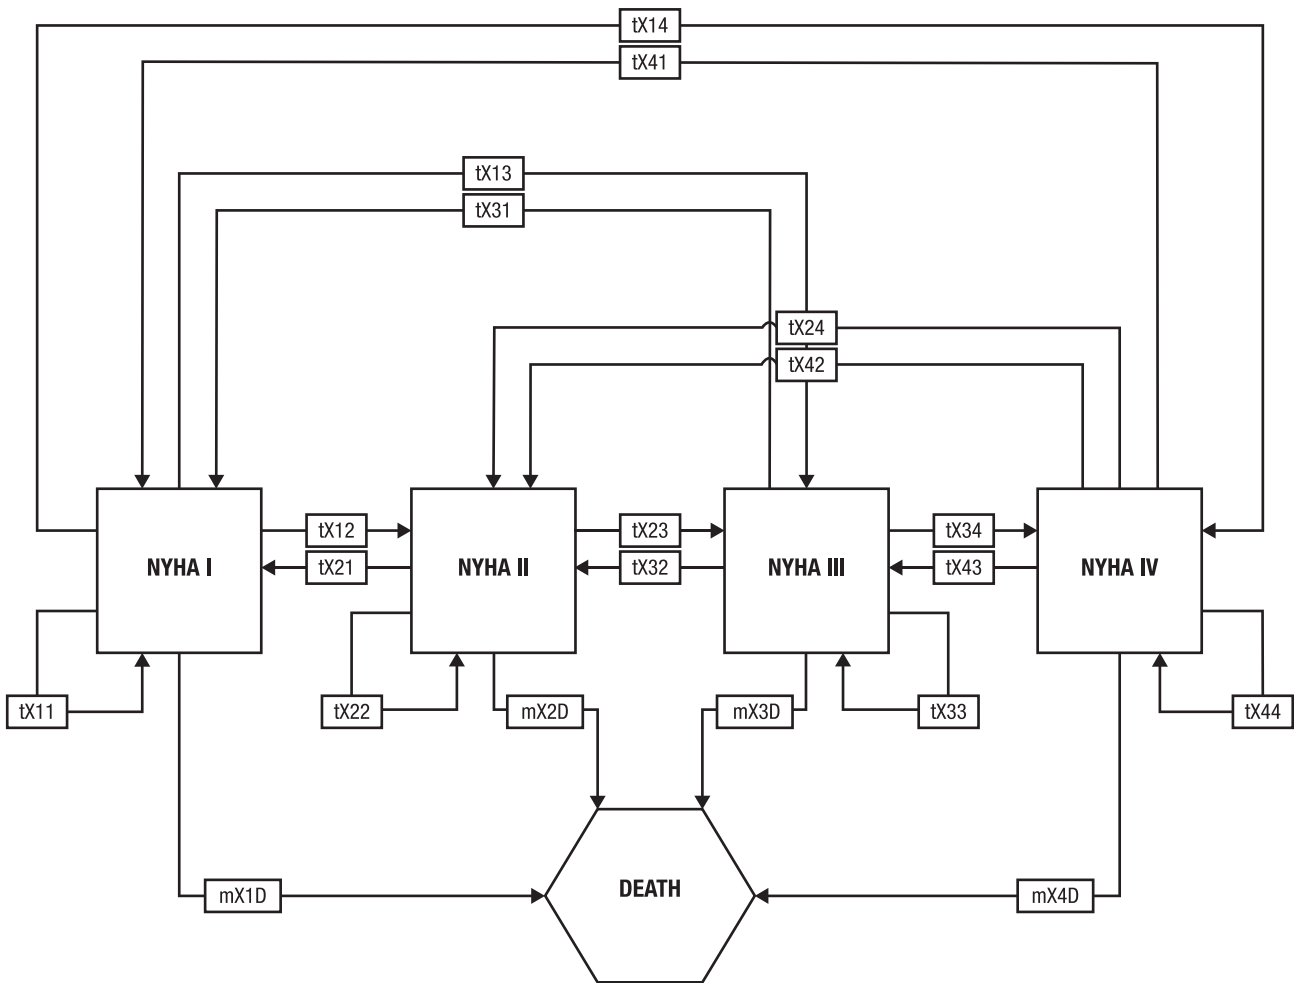 tX14
tX41
tX13
tX31
tX24
tX42
tX12
tX23
tX34
NYHA I
tX21
NYHA II
tX32
NYHA III
tX43
NYHA IV
tX11
tX22
mX2D
mX3D
tX33
tX44
DEATH
mX1D
mX4D